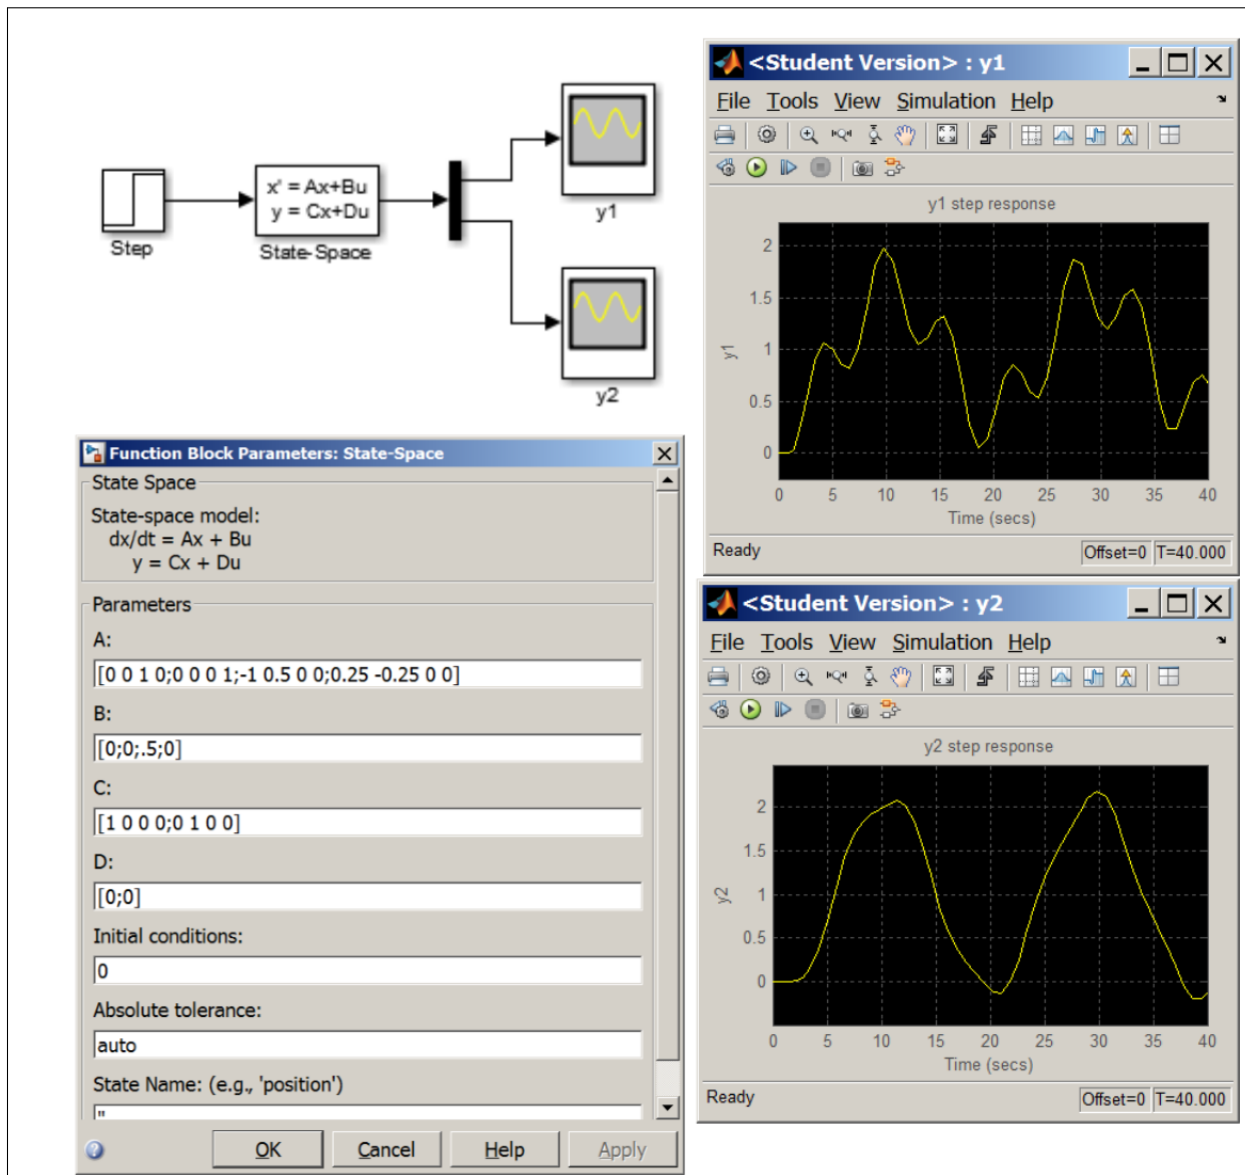 Step
x' = Ax+Bu
y = Cx+Du
State-Space
y1
y2
Function Block Parameters: State-Space
State Space
State-space model:
dx/dt = Ax + Bu
y = Cx + Du
Parameters
A:
[0 0 1 0;0 0 0 1;-1 0.5 0 0;0.25 -0.25 0 0]
B:
[0;0;.5;0]
C:
[1 0 0 0;0 1 0 0]
D:
[0;0]
Initial conditions:
0
Absolute tolerance:
auto
State Name: (e.g., 'position')
''
OK Cancel Help Apply
<Student Version> : y1
File Tools View Simulation Help
y1 step response
2
1.5
1
0.5
0
y1
0 5 10 15 20 25 30 35 40
Time (secs)
Ready Offset=0 T=40.000
<Student Version> : y2
File Tools View Simulation Help
y2 step response
2
1.5
1
0.5
0
y2
0 5 10 15 20 25 30 35 40
Time (secs)
Ready Offset=0 T=40.000